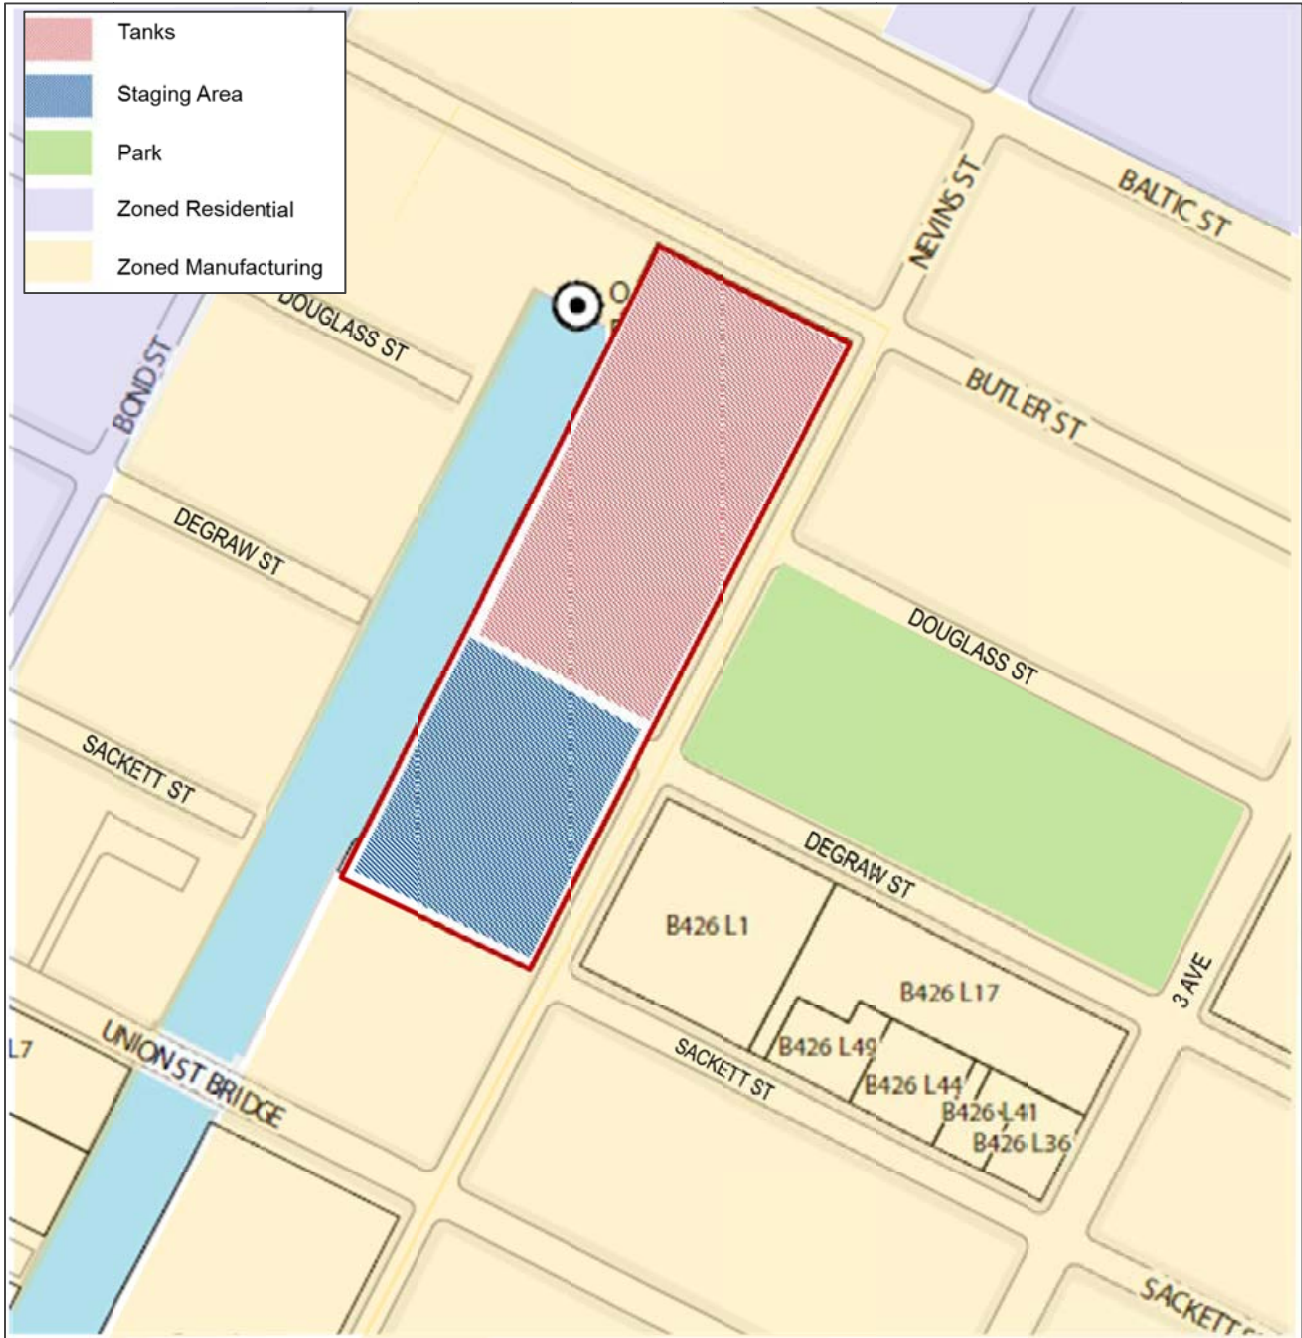 Tanks
Staging Area
Park
Zoned Residential
Zoned Manufacturing
NEVINS ST
BALTIC ST
DOUGLASS ST
BOND ST
BUTLER ST
DEGRAW ST
DOUGLASS ST
SACKETT ST
DEGRAW ST
B426 L1
3 AVE
B426 L17
L7
UNION ST BRIDGE
SACKETT ST
B426 L49
B426 L44
B426 L41
B426 L36
SACKETT